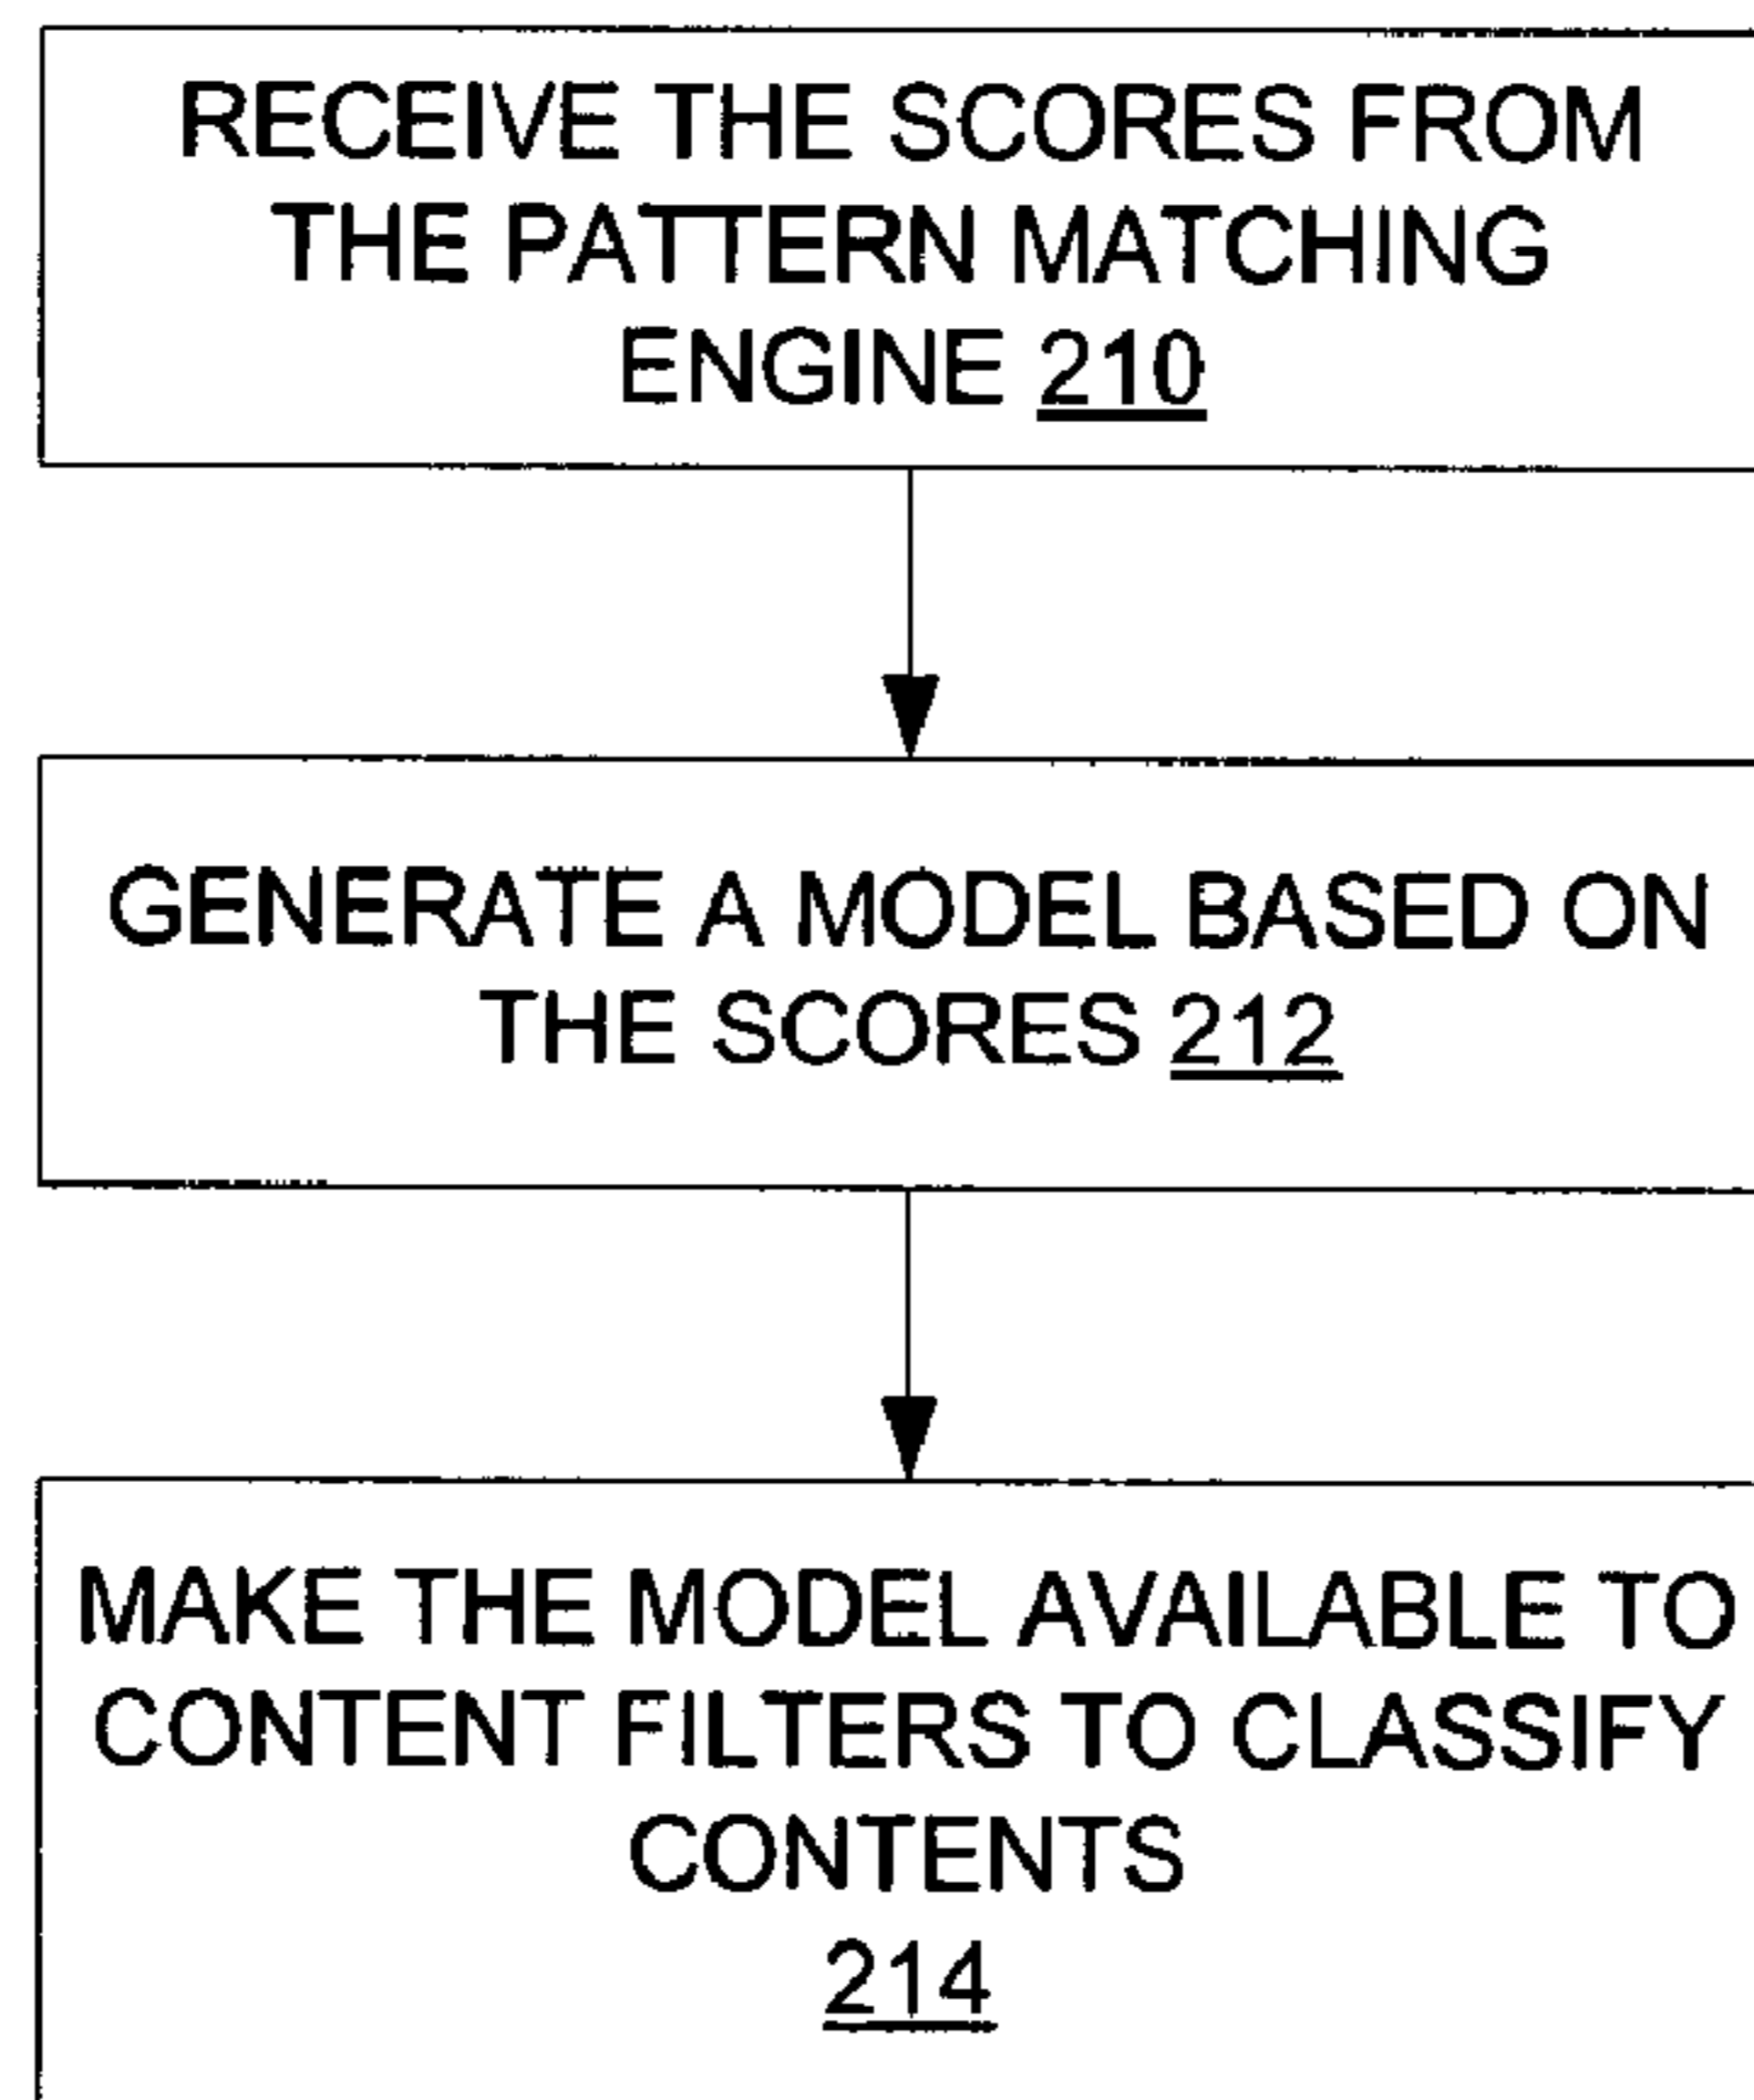 RECEIVE THE SCORES FROM
THE PATTERN MATCHING
ENGINE 210
GENERATE A MODEL BASED ON
THE SCORES 212
MAKE THE MODEL AVAILABLE TO
CONTENT FILTERS TO CLASSIFY
CONTENTS
214